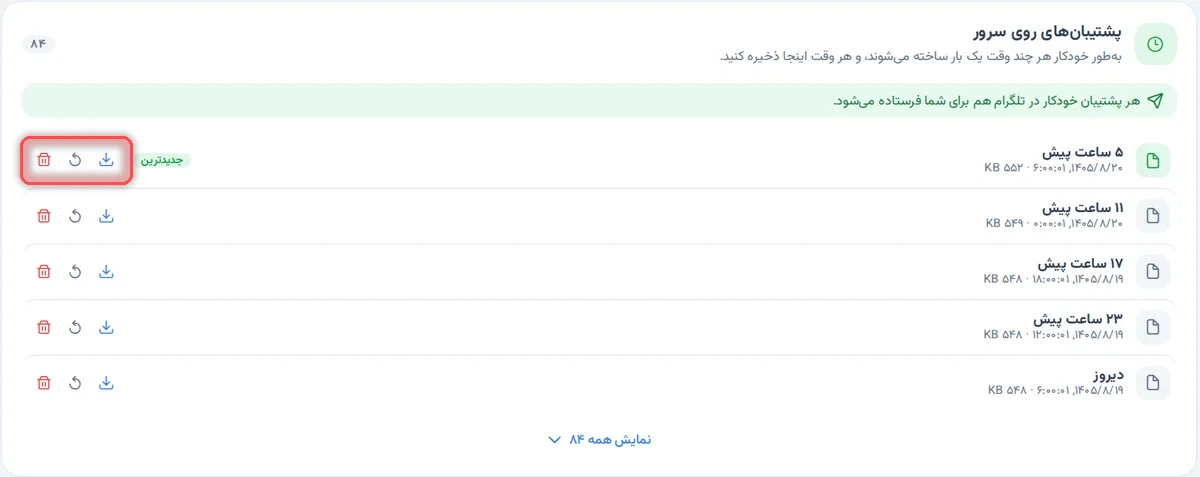 پشتیبان‌های روی سرور
۸۴
به‌طور خودکار هر چند وقت یک بار ساخته می‌شوند، و هر وقت اینجا ذخیره کنید.
هر پشتیبان خودکار در تلگرام هم برای شما فرستاده می‌شود.
۵ ساعت پیش
جدیدترین
۱۴۰۵/۸/۲۰, ۶:۰۰:۰۱ · ۵۵۲ KB
۱۱ ساعت پیش
۱۴۰۵/۸/۲۰, ۰:۰۰:۰۱ · ۵۴۹ KB
۱۷ ساعت پیش
۱۴۰۵/۸/۱۹, ۱۸:۰۰:۰۱ · ۵۴۸ KB
۲۳ ساعت پیش
۱۴۰۵/۸/۱۹, ۱۲:۰۰:۰۱ · ۵۴۸ KB
دیروز
۱۴۰۵/۸/۱۹, ۶:۰۰:۰۱ · ۵۴۸ KB
نمایش همه ۸۴